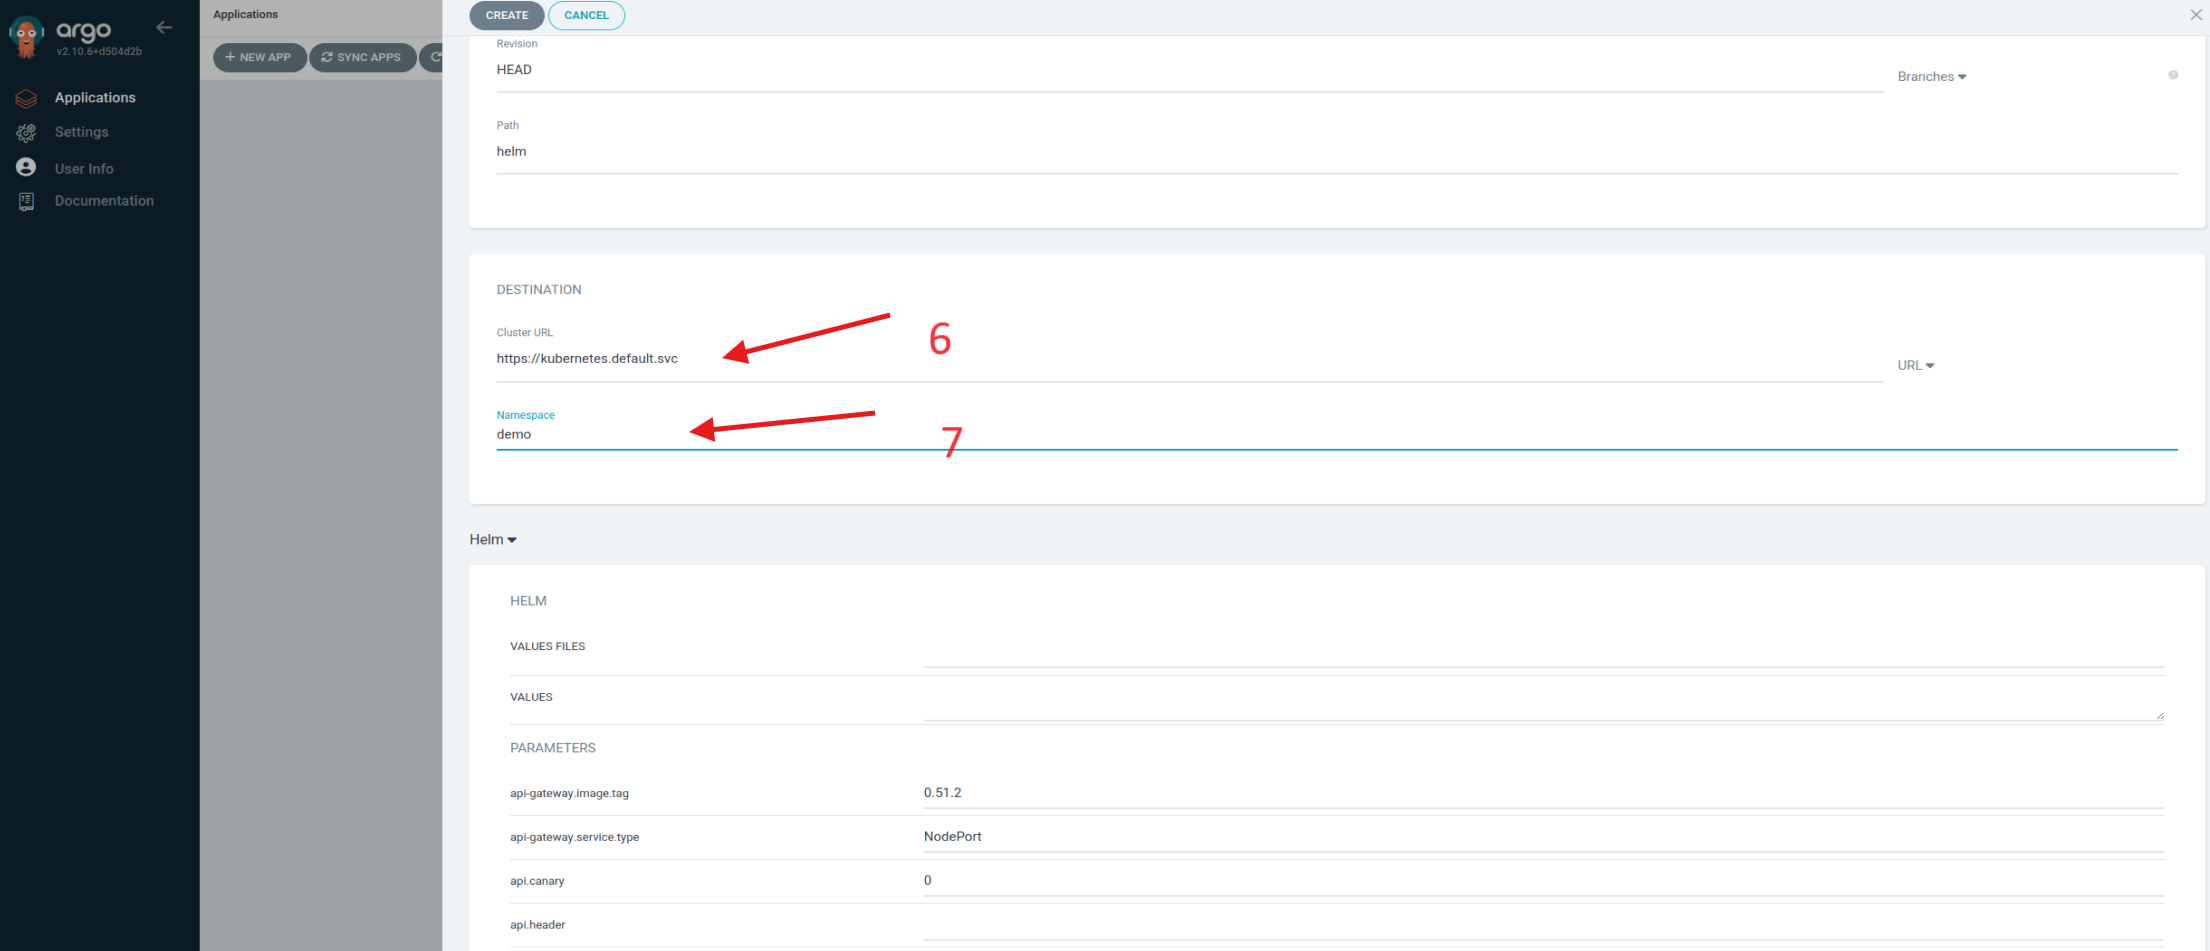 argo
v2.10.6+d504d2b
Applications
Settings
User Info
Documentation
Applications
+ NEW APP
SYNC APPS
CREATE
CANCEL
Revision
HEAD
Branches
Path
helm
DESTINATION
Cluster URL
https://kubernetes.default.svc
URL
6
Namespace
demo
7
Helm
HELM
VALUES FILES
VALUES
PARAMETERS
api-gateway.image.tag
0.51.2
api-gateway.service.type
NodePort
api.canary
0
api.header